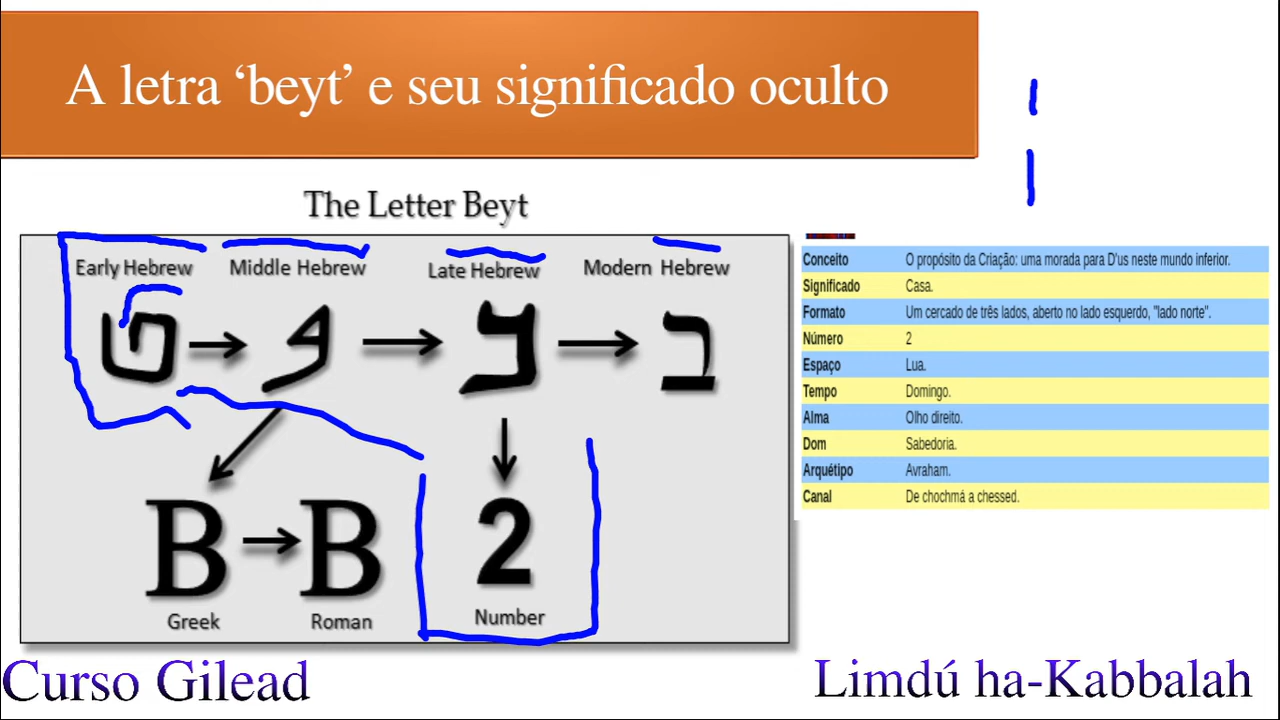 A letra ‘beyt’ e seu significado oculto
The Letter Beyt
Early Hebrew Middle Hebrew Late Hebrew Modern Hebrew
ב
B B 2
Greek Roman Number
Conceito O propósito da Criação: uma morada para D'us neste mundo inferior.
Significado Casa.
Formato Um cercado de três lados, aberto no lado esquerdo, "lado norte".
Número 2
Espaço Lua.
Tempo Domingo.
Alma Olho direito.
Dom Sabedoria.
Arquétipo Avraham.
Canal De chochmá a chessed.
Curso Gilead
Limdú ha-Kabbalah